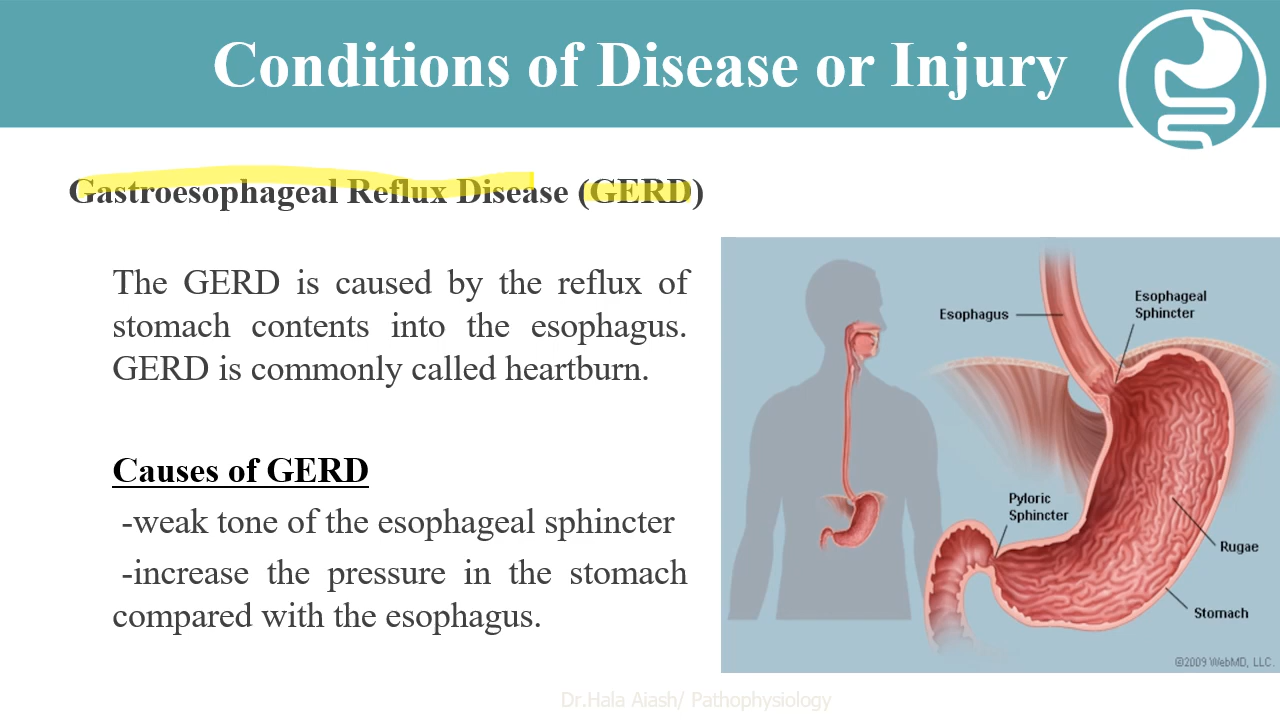 Conditions of Disease or Injury
Gastroesophageal Reflux Disease (GERD)
The GERD is caused by the reflux of
stomach contents into the esophagus.
GERD is commonly called heartburn.
Causes of GERD
-weak tone of the esophageal sphincter
-increase the pressure in the stomach
compared with the esophagus.
Esophagus
Esophageal
Sphincter
Pyloric
Sphincter
Rugae
Stomach
©2009 WebMD, LLC.
Dr.Hala Aiash/ Pathophysiology